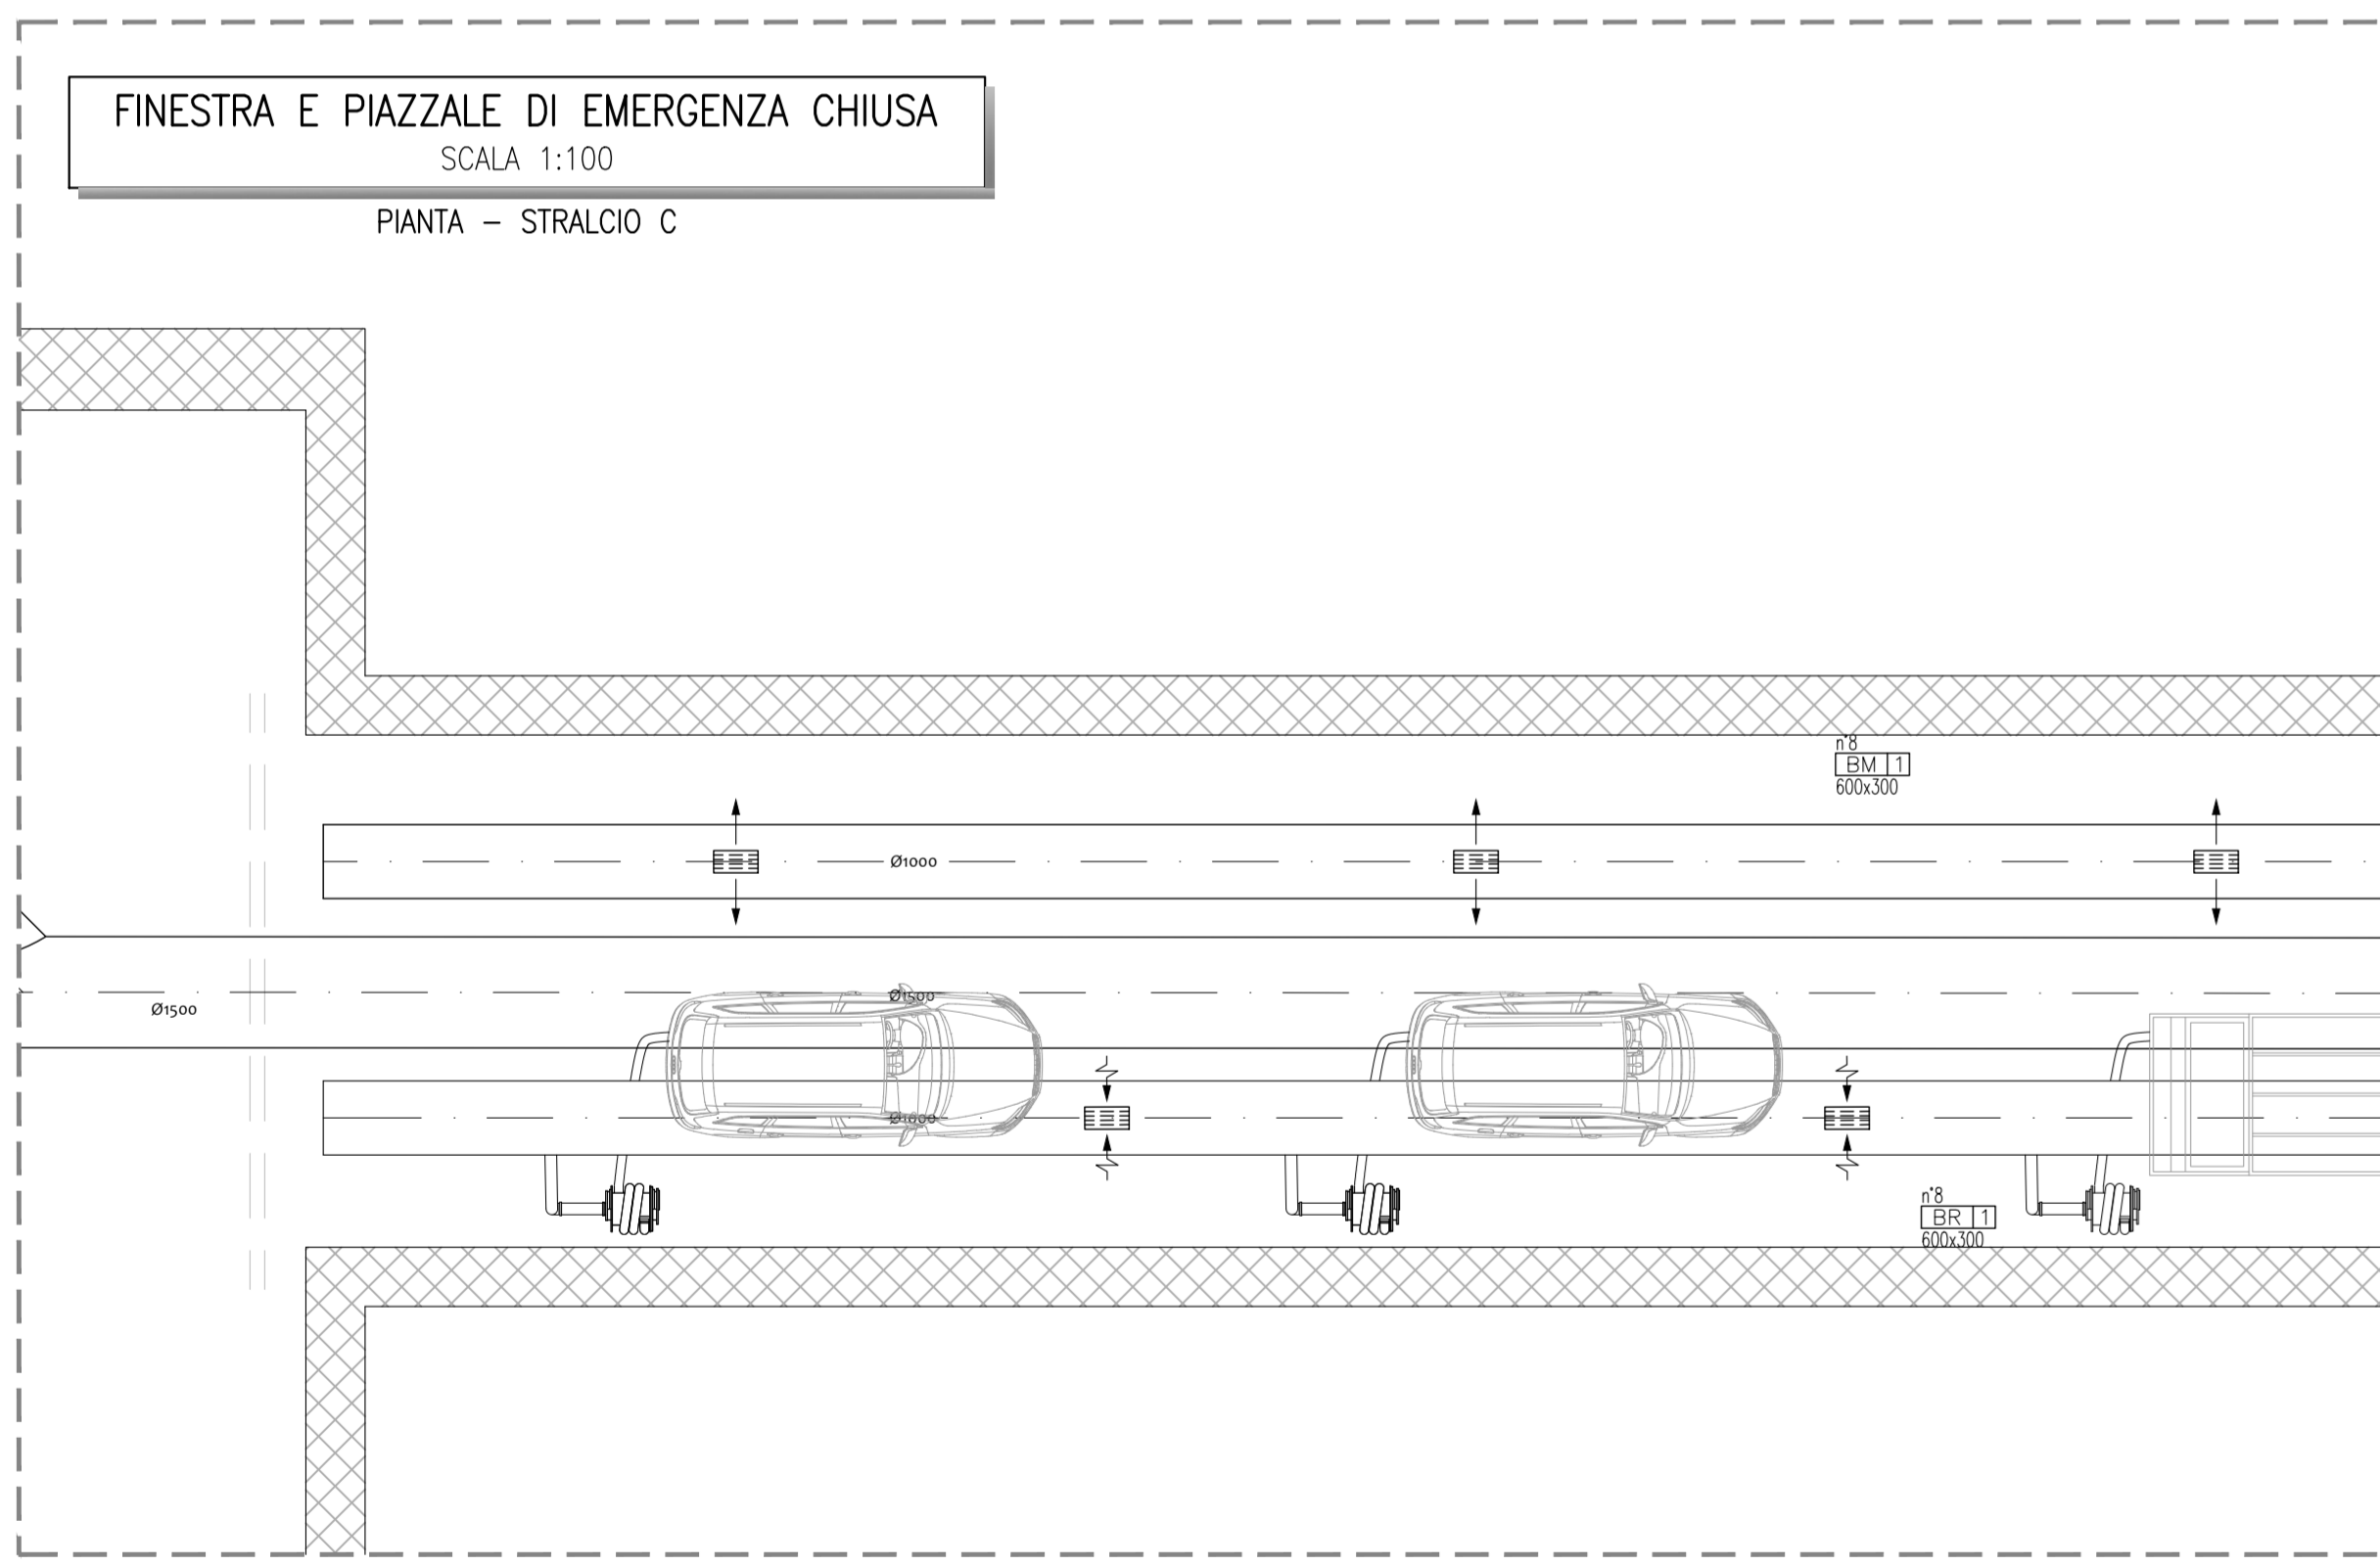 FINESTRA E PIAZZALE DI EMERGENZA CHIUSA
SCALA 1:100
PIANTA - STRALCIO C
n°8
BM 1
600x300
Ø1000
Ø1500
Ø1500
Ø1000
n°8
BR 1
600x300